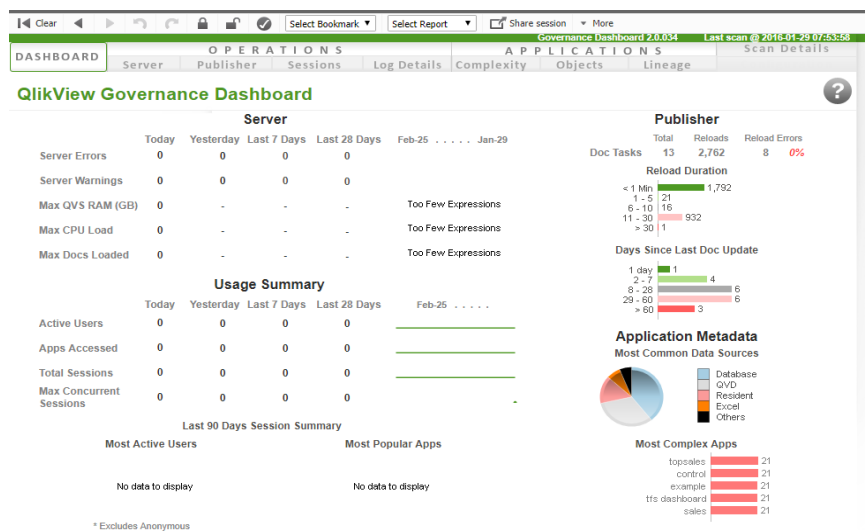 Clear
Select Bookmark
Select Report
Share session
More
Governance Dashboard 2.0.034 Last scan @ 2016-01-29 07:53:58
DASHBOARD
OPERATIONS
APPLICATIONS
Scan Details
Server Publisher Sessions Log Details Complexity Objects Lineage
QlikView Governance Dashboard
?
Server
Today Yesterday Last 7 Days Last 28 Days Feb-25 . . . . . Jan-29
Server Errors 0 0 0 0
Server Warnings 0 0 0 0
Max QVS RAM (GB) 0 - - - Too Few Expressions
Max CPU Load 0 - - - Too Few Expressions
Max Docs Loaded 0 - - - Too Few Expressions
Usage Summary
Today Yesterday Last 7 Days Last 28 Days Feb-25 . . . . .
Active Users 0 0 0 0
Apps Accessed 0 0 0 0
Total Sessions 0 0 0 0
Max Concurrent
Sessions 0 0 0 0
Last 90 Days Session Summary
Most Active Users Most Popular Apps
No data to display No data to display
* Excludes Anonymous
Publisher
Total Reloads Reload Errors
Doc Tasks 13 2,762 8 0%
Reload Duration
< 1 Min 1,792
1 - 5 21
6 - 10 16
11 - 30 932
> 30 1
Days Since Last Doc Update
1 day 1
2 - 7 4
8 - 28 6
29 - 60 6
> 60 3
Application Metadata
Most Common Data Sources
Database
QVD
Resident
Excel
Others
Most Complex Apps
topsales 21
control 21
example 21
tfs dashboard 21
sales 21